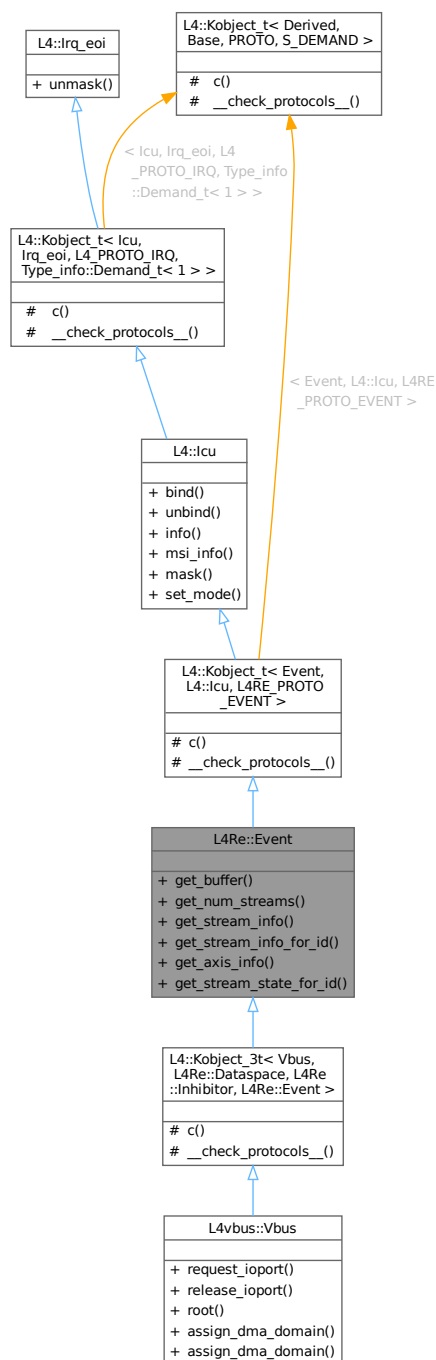 L4::Irq_eoi
+ unmask()
L4::Kobject_t< Derived,
Base, PROTO, S_DEMAND >
# c()
# __check_protocols__()
< Icu, Irq_eoi, L4
_PROTO_IRQ, Type_info
::Demand_t< 1 > >
L4::Kobject_t< Icu,
Irq_eoi, L4_PROTO_IRQ,
Type_info::Demand_t< 1 > >
# c()
# __check_protocols__()
< Event, L4::Icu, L4RE
_PROTO_EVENT >
L4::Icu
+ bind()
+ unbind()
+ info()
+ msi_info()
+ mask()
+ set_mode()
L4::Kobject_t< Event,
L4::Icu, L4RE_PROTO
_EVENT >
# c()
# __check_protocols__()
L4Re::Event
+ get_buffer()
+ get_num_streams()
+ get_stream_info()
+ get_stream_info_for_id()
+ get_axis_info()
+ get_stream_state_for_id()
L4::Kobject_3t< Vbus,
L4Re::Dataspace, L4Re
::Inhibitor, L4Re::Event >
# c()
# __check_protocols__()
L4vbus::Vbus
+ request_ioport()
+ release_ioport()
+ root()
+ assign_dma_domain()
+ assign_dma_domain()